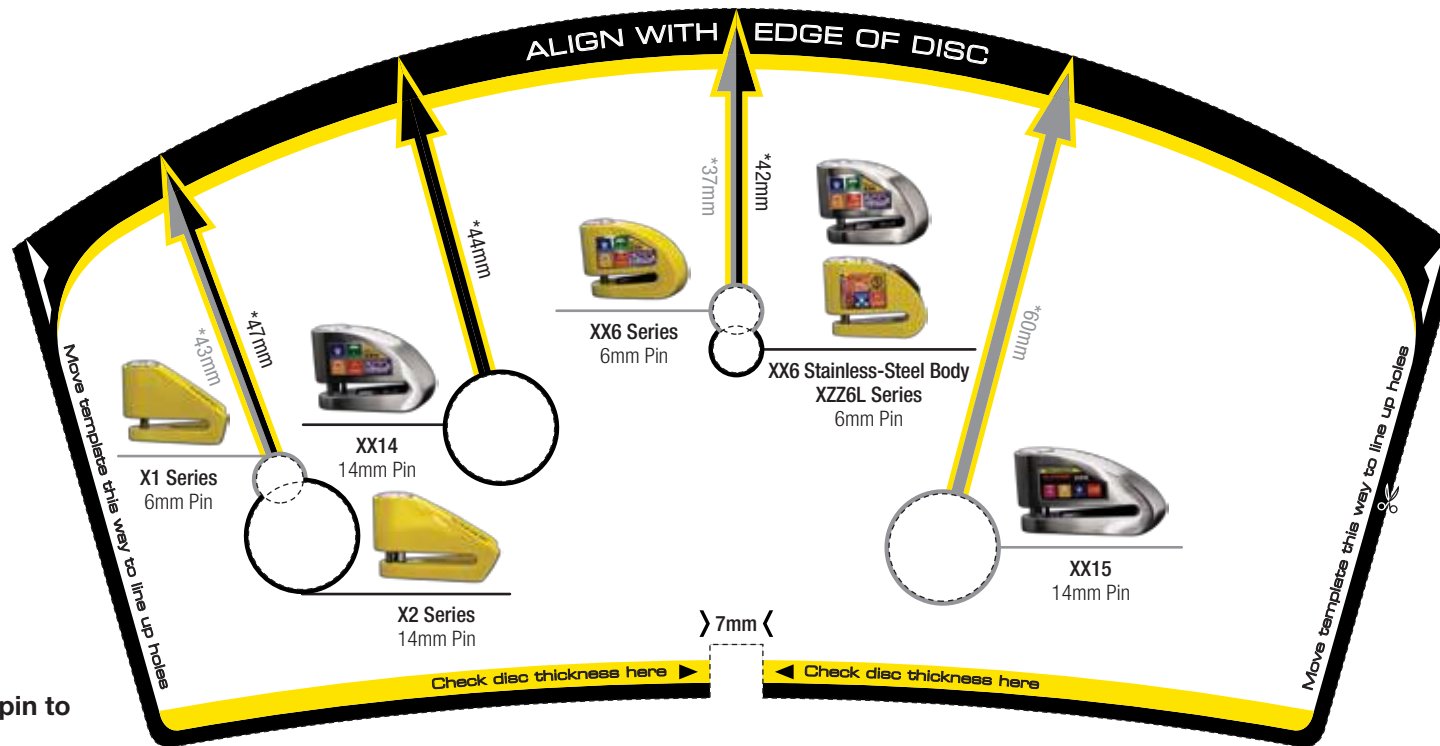 ALIGN WITH EDGE OF DISC
*37mm
*42mm
*44mm
*47mm
*43mm
*60mm
XX6 Series
6mm Pin
XX6 Stainless-Steel Body
XZZ6L Series
6mm Pin
XX14
14mm Pin
X1 Series
6mm Pin
XX15
14mm Pin
X2 Series
14mm Pin
7mm
Move template this way to line up holes
Move template this way to line up holes
Check disc thickness here
Check disc thickness here
pin to